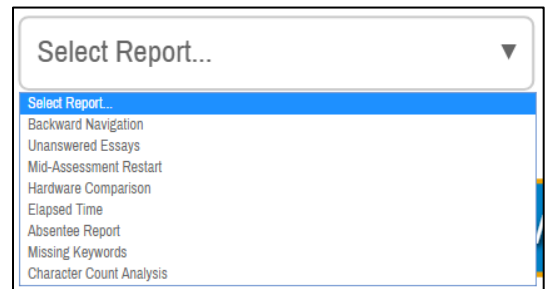 Select Report... ▼
Select Report...
Backward Navigation
Unanswered Essays
Mid-Assessment Restart
Hardware Comparison
Elapsed Time
Absentee Report
Missing Keywords
Character Count Analysis